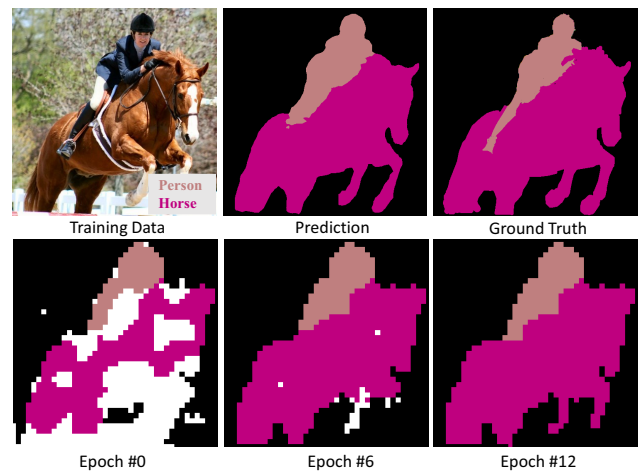 Person
Horse
Training Data
Prediction
Ground Truth
Epoch #0
Epoch #6
Epoch #12